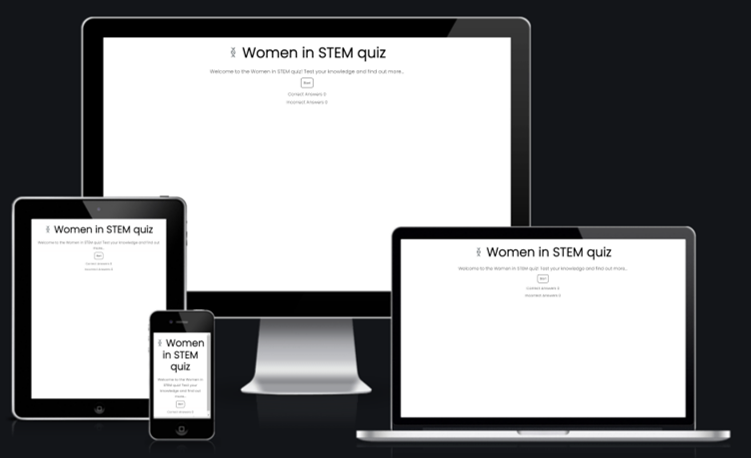 Women in STEM quiz
Welcome to the Women in STEM quiz! Test your knowledge and find out more...
Start
Correct Answers: 0
Incorrect Answers: 0
Women in STEM quiz
Welcome to the Women in STEM quiz! Test your knowledge and find out
more...
Start
Correct Answers: 0
Incorrect Answers: 0
Women
in STEM
quiz
Welcome to the Women in
STEM quiz! Test your
knowledge and find out
more...
Start
Correct Answers: 0
Women in STEM quiz
Welcome to the Women in STEM quiz! Test your knowledge and find out more...
Start
Correct Answers: 0
Incorrect Answers: 0